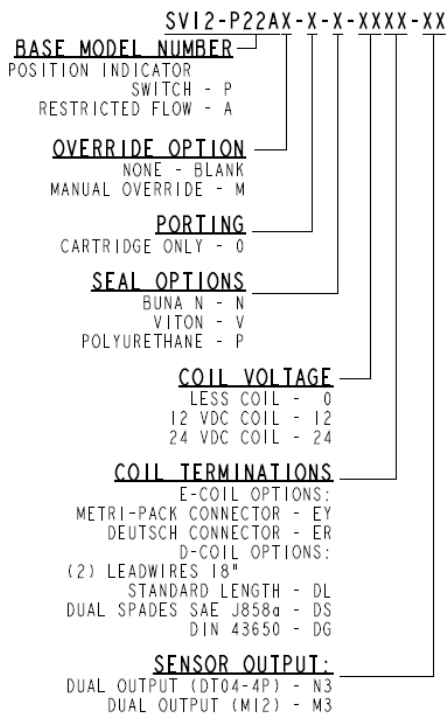 SV12-P22AX-X-X-XXXX-XX
BASE MODEL NUMBER
POSITION INDICATOR
SWITCH - P
RESTRICTED FLOW - A
OVERRIDE OPTION
NONE - BLANK
MANUAL OVERRIDE - M
PORTING
CARTRIDGE ONLY - 0
SEAL OPTIONS
BUNA N - N
VITON - V
POLYURETHANE - P
COIL VOLTAGE
LESS COIL - 0
12 VDC COIL - 12
24 VDC COIL - 24
COIL TERMINATIONS
E-COIL OPTIONS:
METRI-PACK CONNECTOR - EY
DEUTSCH CONNECTOR - ER
D-COIL OPTIONS:
(2) LEADWIRES 18"
STANDARD LENGTH - DL
DUAL SPADES SAE J858a - DS
DIN 43650 - DG
SENSOR OUTPUT:
DUAL OUTPUT (DT04-4P) - N3
DUAL OUTPUT (M12) - M3